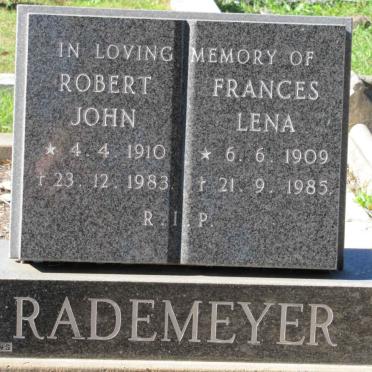 IN LOVING MEMORY OF
ROBERT JOHN
* 4. 4. 1910
† 23. 12. 1983.
FRANCES LENA
* 6. 6. 1909
† 21. 9. 1985.
R. I. P.
RADEMEYER